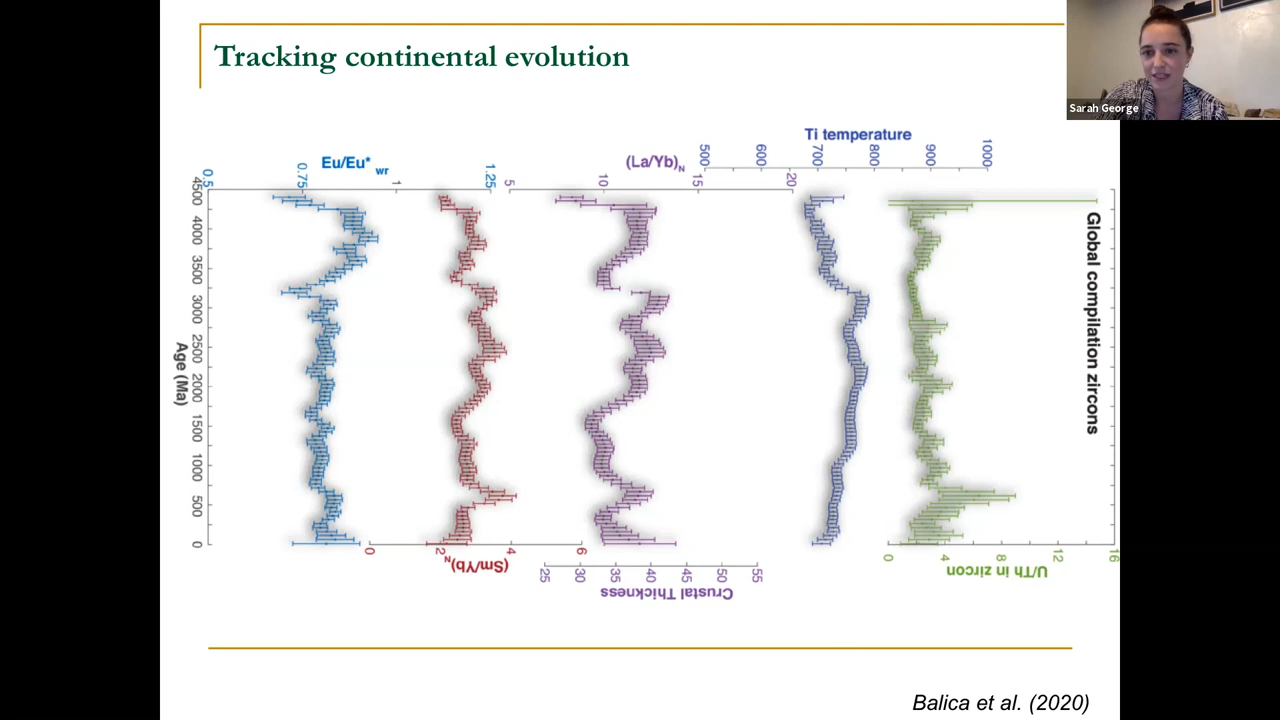 Tracking continental evolution
Sarah George
Ti temperature
500 600 700 800 900 1000
Eu/Eu* wr
0.5 0.75 1 1.25
(La/Yb)N
5 10 15 20
Global compilation zircons
4500 4000 3500 3000 2500 2000 1500 1000 500 0
Age (Ma)
0 2 4 6
(Sm/Yb)N
25 30 35 40 45 50 55
Crustal Thickness
0 4 8 12 16
U/Th in zircon
Balica et al. (2020)